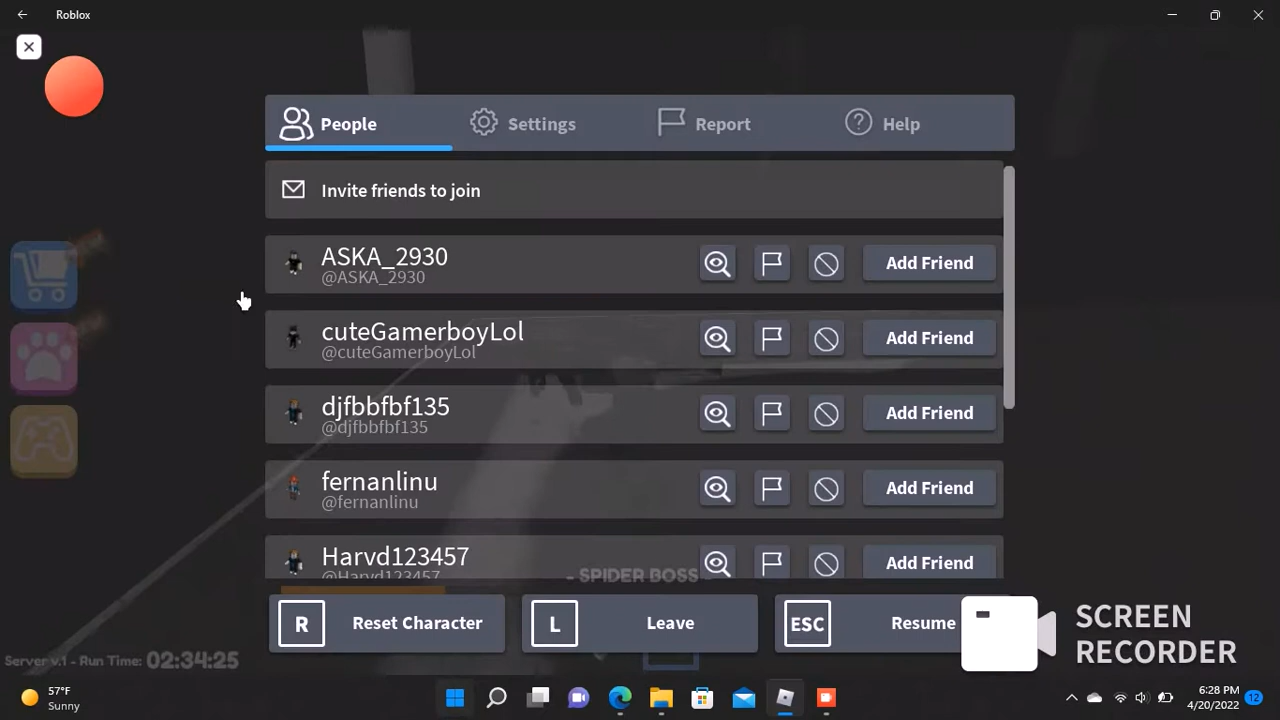 Roblox
People
Settings
Report
Help
Invite friends to join
ASKA_2930
@ASKA_2930
Add Friend
cuteGamerboyLol
@cuteGamerboyLol
Add Friend
djfbbfbf135
@djfbbfbf135
Add Friend
fernanlinu
@fernanlinu
Add Friend
Harvd123457
@Harvd123457
Add Friend
- SPIDER BOSS -
R Reset Character
L Leave
ESC Resume
SCREEN
RECORDER
Server v.1 - Run Time: 02:34:25
57°F
Sunny
6:28 PM
4/20/2022
12